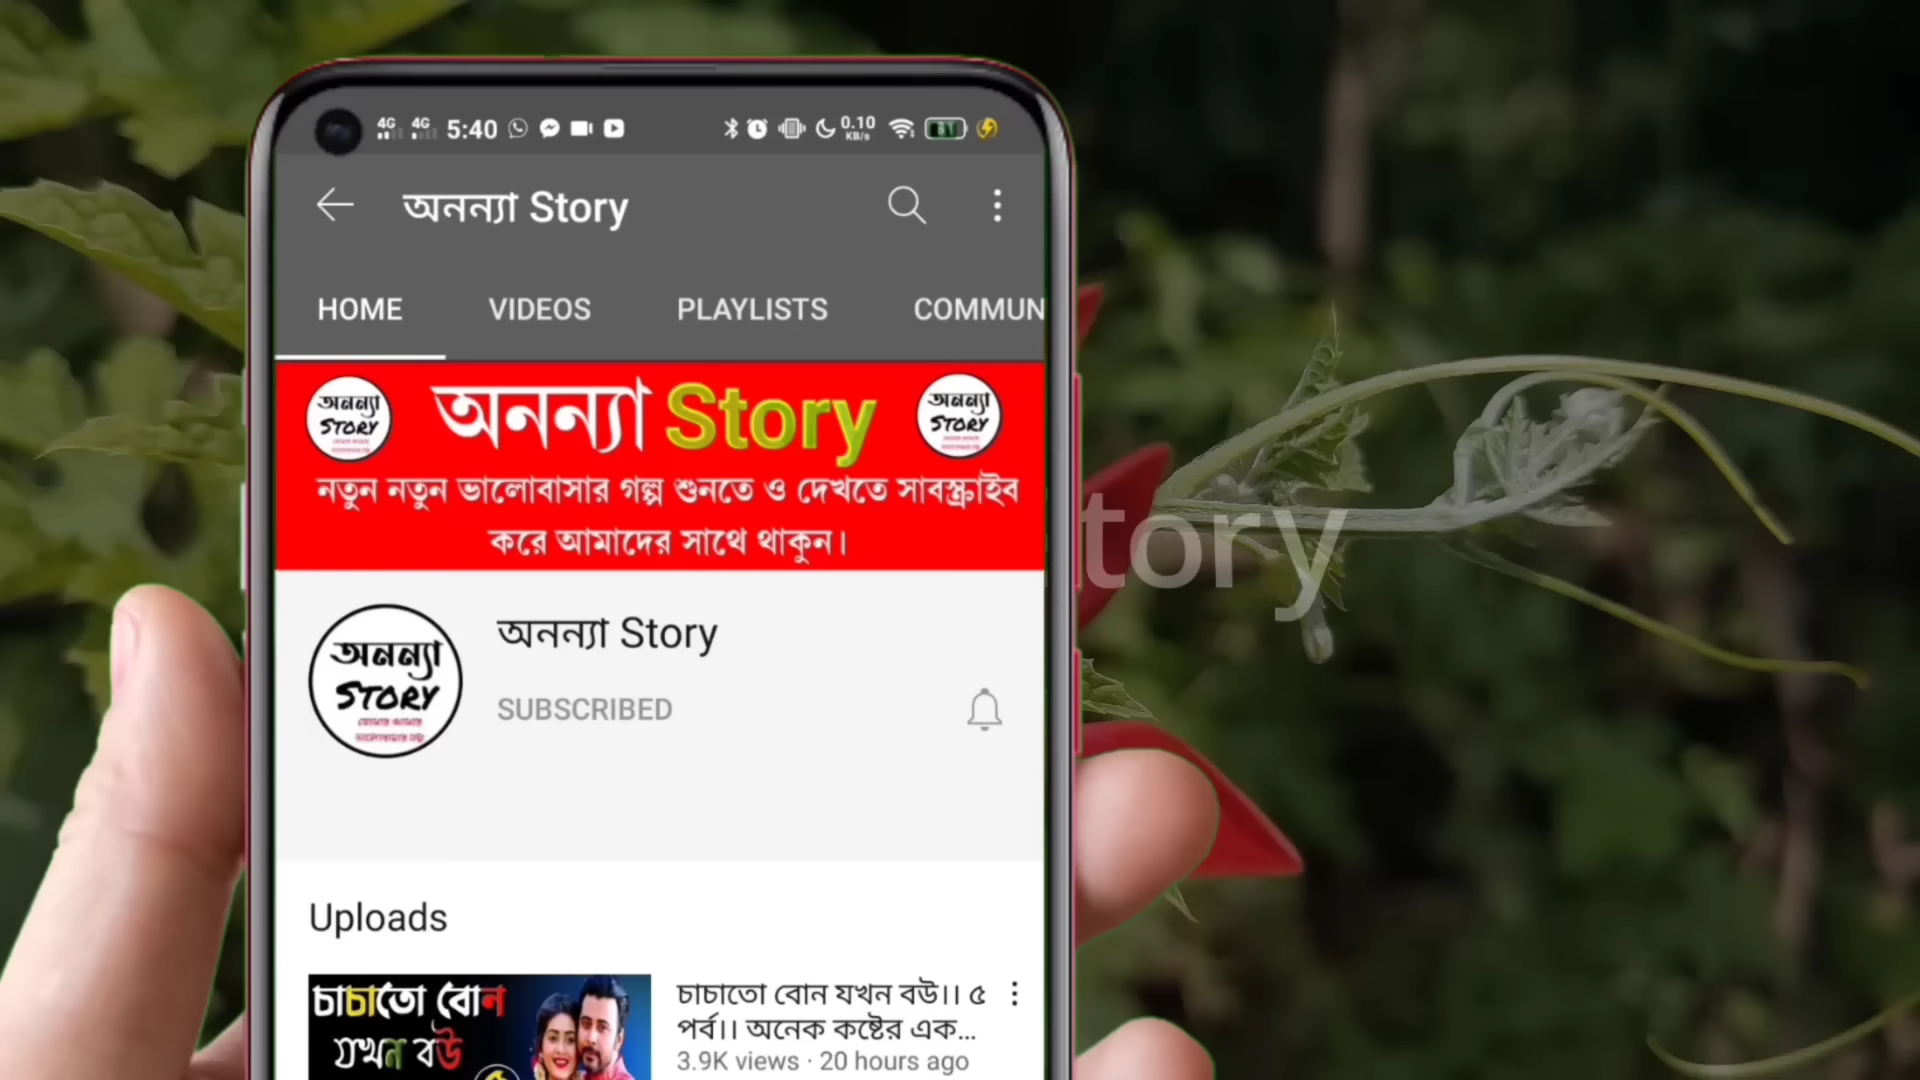 4G 4G 5:40 0.10 KB/s 81
অনন্যা Story
HOME VIDEOS PLAYLISTS COMMUN
অনন্যা STORY
অনন্যা Story
অনন্যা STORY
নতুন নতুন ভালোবাসার গল্প শুনতে ও দেখতে সাবস্ক্রাইব
করে আমাদের সাথে থাকুন।
tory
অনন্যা STORY
অনন্যা Story
SUBSCRIBED
Uploads
চাচাতো বোন
যখন বউ
৫
চাচাতো বোন যখন বউ।। ৫
পর্ব।। অনেক কষ্টের এক...
3.9K views · 20 hours ago